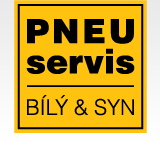 PNEU
servis
BÍLÝ & SYN